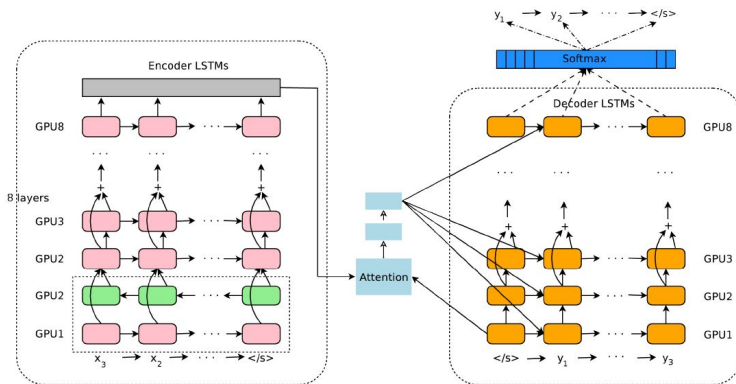 y₁ y₂ ··· </s>
Softmax
Encoder LSTMs
Decoder LSTMs
GPU8
GPU8
8 layers
GPU3
GPU2
GPU2
GPU1
x₃ x₂ ··· </s>
Attention
GPU3
GPU2
GPU1
</s> y₁ ··· y₃